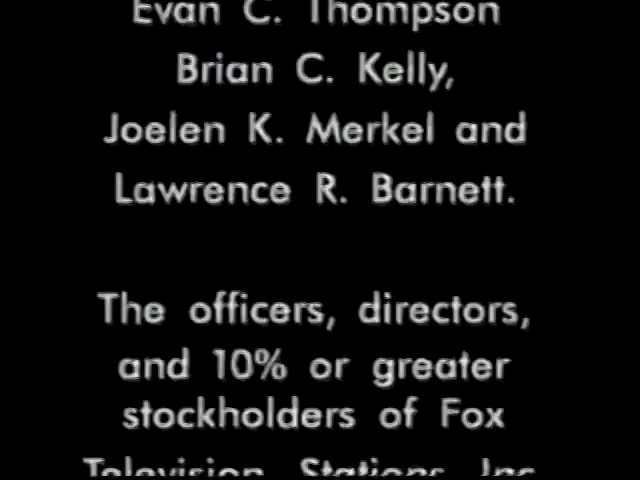 Evan C. Thompson
Brian C. Kelly,
Joelen K. Merkel and
Lawrence R. Barnett.
The officers, directors,
and 10% or greater
stockholders of Fox
Television Stations Inc